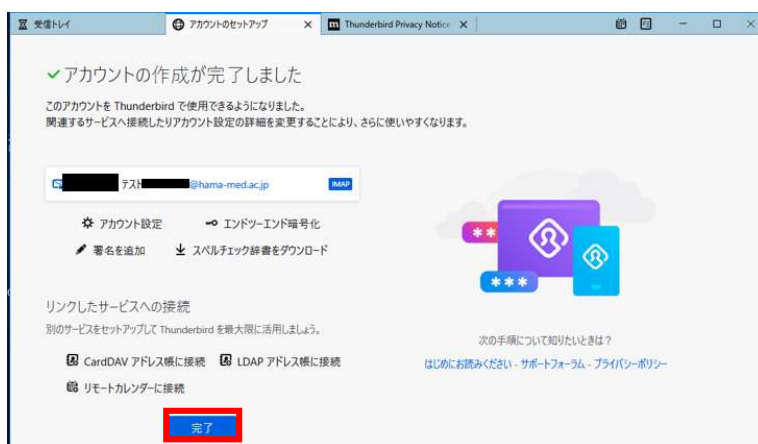 受信トレイ
アカウントのセットアップ
Thunderbird Privacy Notice
アカウントの作成が完了しました
このアカウントを Thunderbird で使用できるようになりました。
関連するサービスへ接続したりアカウント設定の詳細を変更することにより、さらに使いやすくなります。
テスト
@hama-med.ac.jp
IMAP
アカウント設定
エンドツーエンド暗号化
署名を追加
スペルチェック辞書をダウンロード
リンクしたサービスへの接続
別のサービスをセットアップして Thunderbird を最大限に活用しましょう。
CardDAV アドレス帳に接続
LDAP アドレス帳に接続
リモートカレンダーに接続
完了
**
***
次の手順について知りたいときは？
はじめにお読みください - サポートフォーラム - プライバシーポリシー